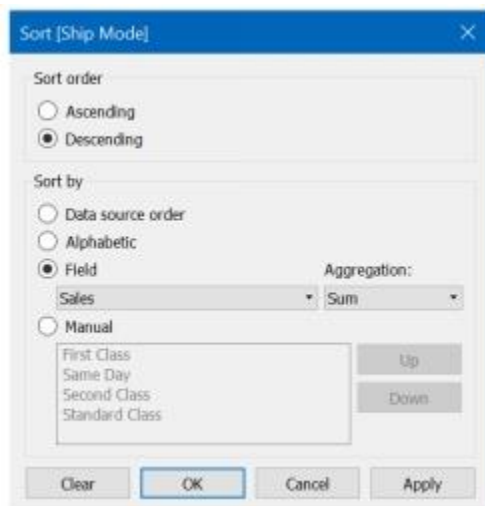 Sort [Ship Mode]
Sort order
Ascending
Descending
Sort by
Data source order
Alphabetic
Field Aggregation:
Sales Sum
Manual
First Class
Same Day
Second Class
Standard Class
Up
Down
Clear OK Cancel Apply